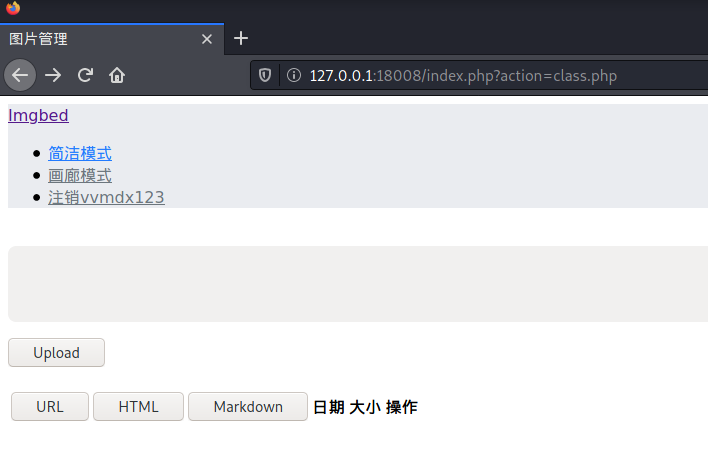 图片管理
127.0.0.1:18008/index.php?action=class.php
Imgbed
简洁模式
画廊模式
注销vvmdx123
Upload
URL HTML Markdown 日期 大小 操作